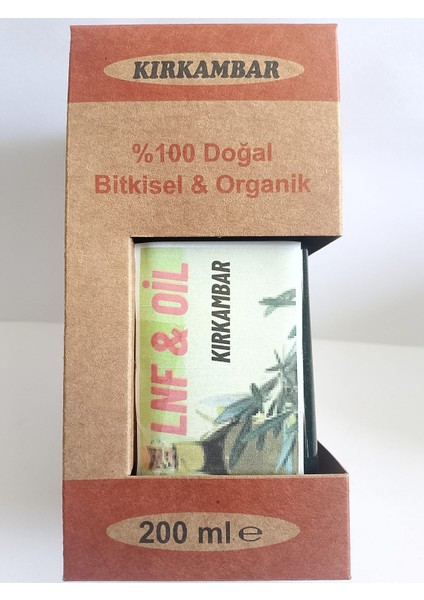 KIRKAMBAR
%100 Doğal
Bitkisel & Organik
LNF & OİL
KIRKAMBAR
200 ml ℮